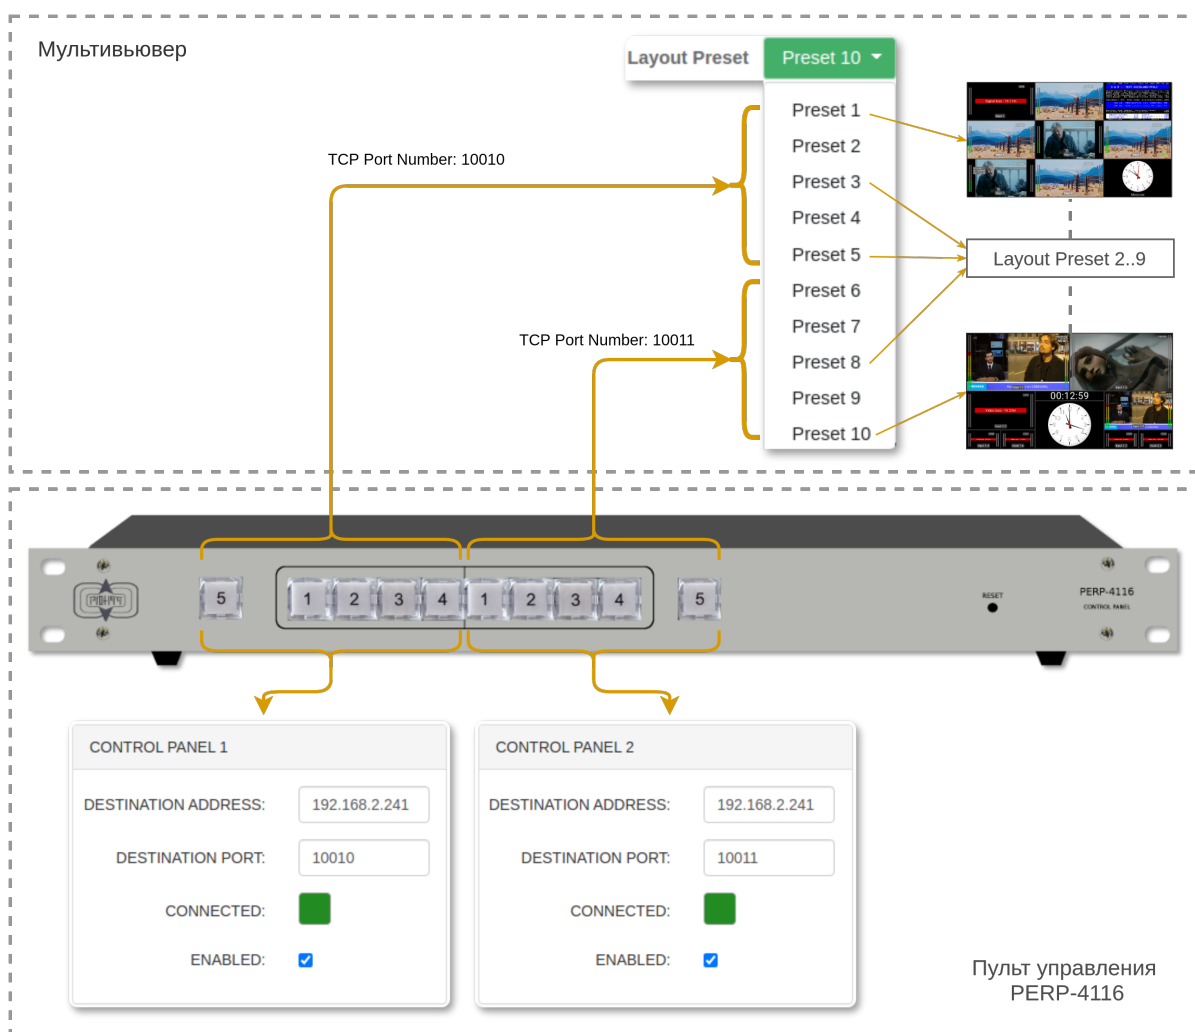 Мультивьювер
Layout Preset
Preset 10
Preset 1
Preset 2
Preset 3
Preset 4
Preset 5
Preset 6
Preset 7
Preset 8
Preset 9
Preset 10
TCP Port Number: 10010
TCP Port Number: 10011
Layout Preset 2..9
00:12:59
5
1
2
3
4
1
2
3
4
5
RESET
PERP-4116
CONTROL PANEL
CONTROL PANEL 1
DESTINATION ADDRESS:
192.168.2.241
DESTINATION PORT:
10010
CONNECTED:
ENABLED:
CONTROL PANEL 2
DESTINATION ADDRESS:
192.168.2.241
DESTINATION PORT:
10011
CONNECTED:
ENABLED:
Пульт управления
PERP-4116